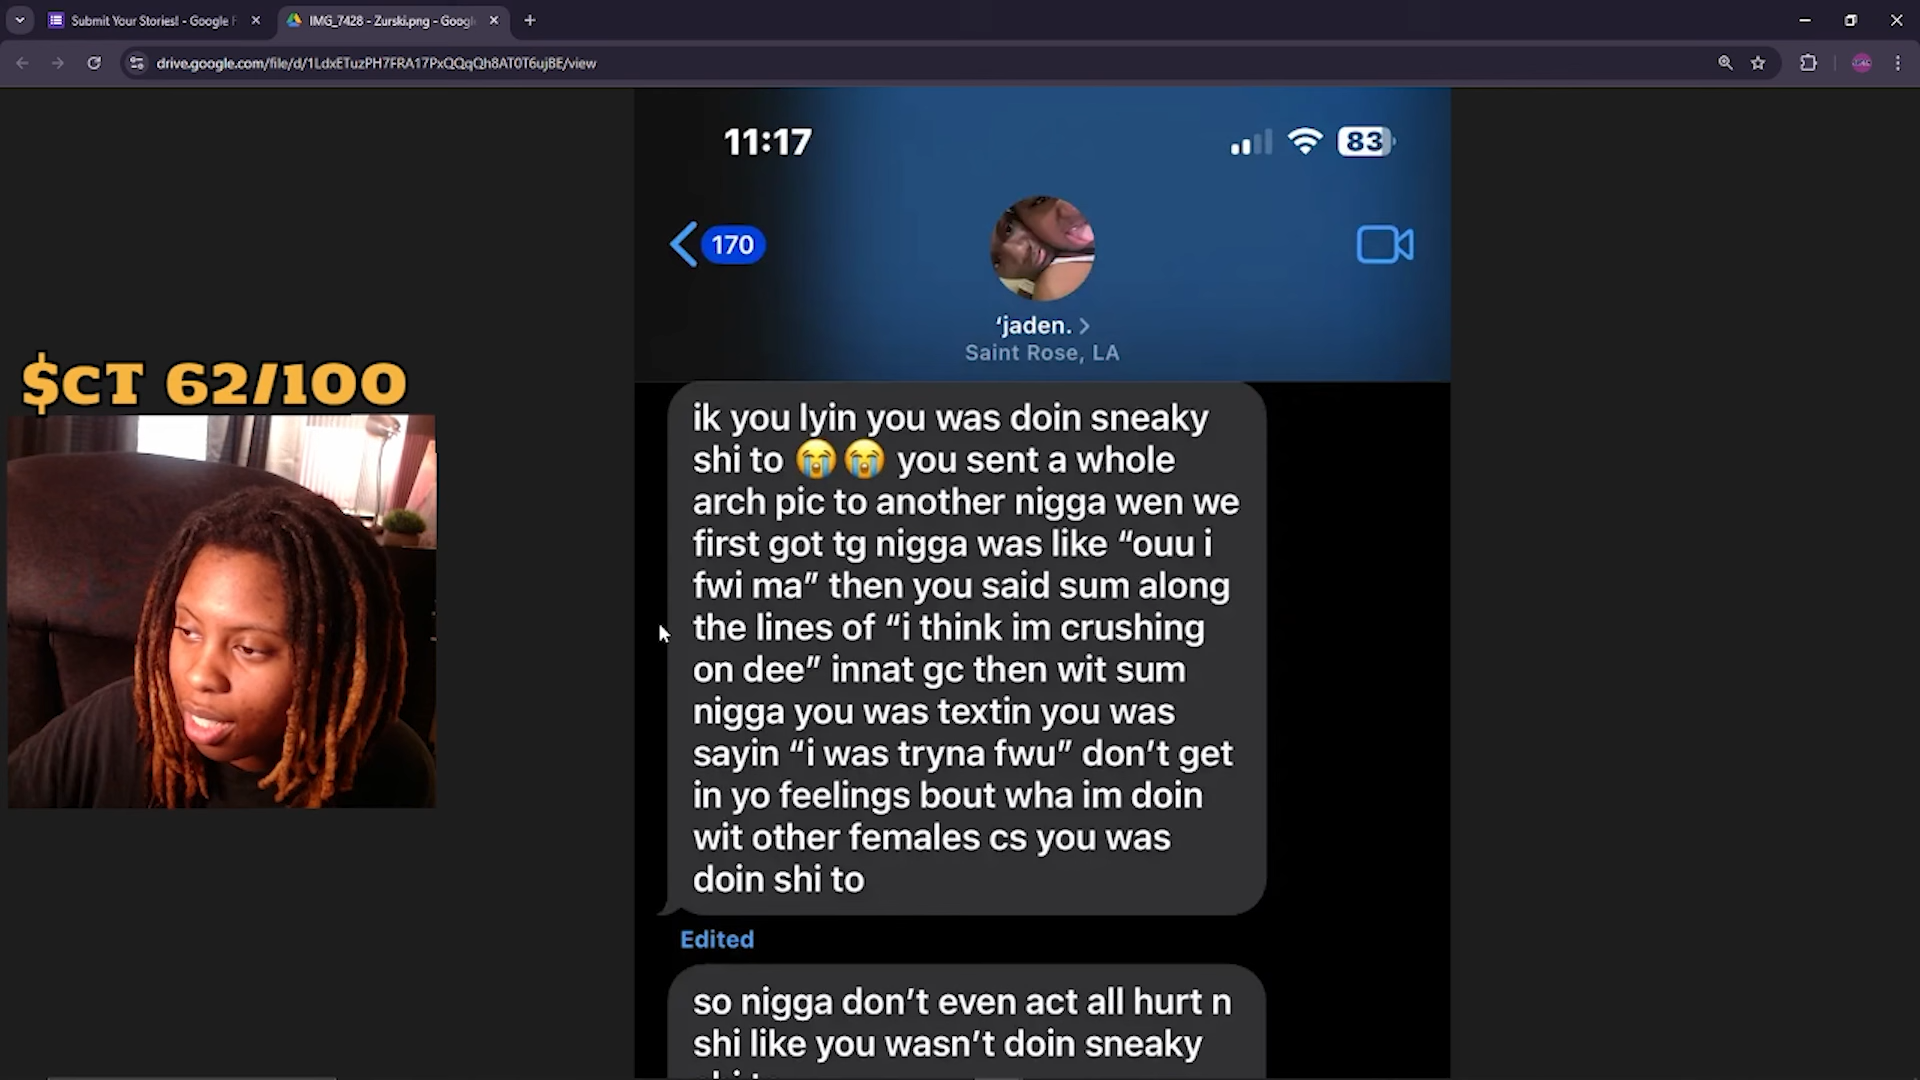 Submit Your Stories! - Google F
IMG_7428 - Zurski.png - Googl
drive.google.com/file/d/1LdxETuzPH7FRA17PxQQqQh8AT0T6ujBE/view
11:17
83
170
‘jaden. >
Saint Rose, LA
$CT 62/100
ik you lyin you was doin sneaky
shi to 😭😭 you sent a whole
arch pic to another nigga wen we
first got tg nigga was like “ouu i
fwi ma” then you said sum along
the lines of “i think im crushing
on dee” innat gc then wit sum
nigga you was textin you was
sayin “i was tryna fwu” don’t get
in yo feelings bout wha im doin
wit other females cs you was
doin shi to
Edited
so nigga don’t even act all hurt n
shi like you wasn’t doin sneaky